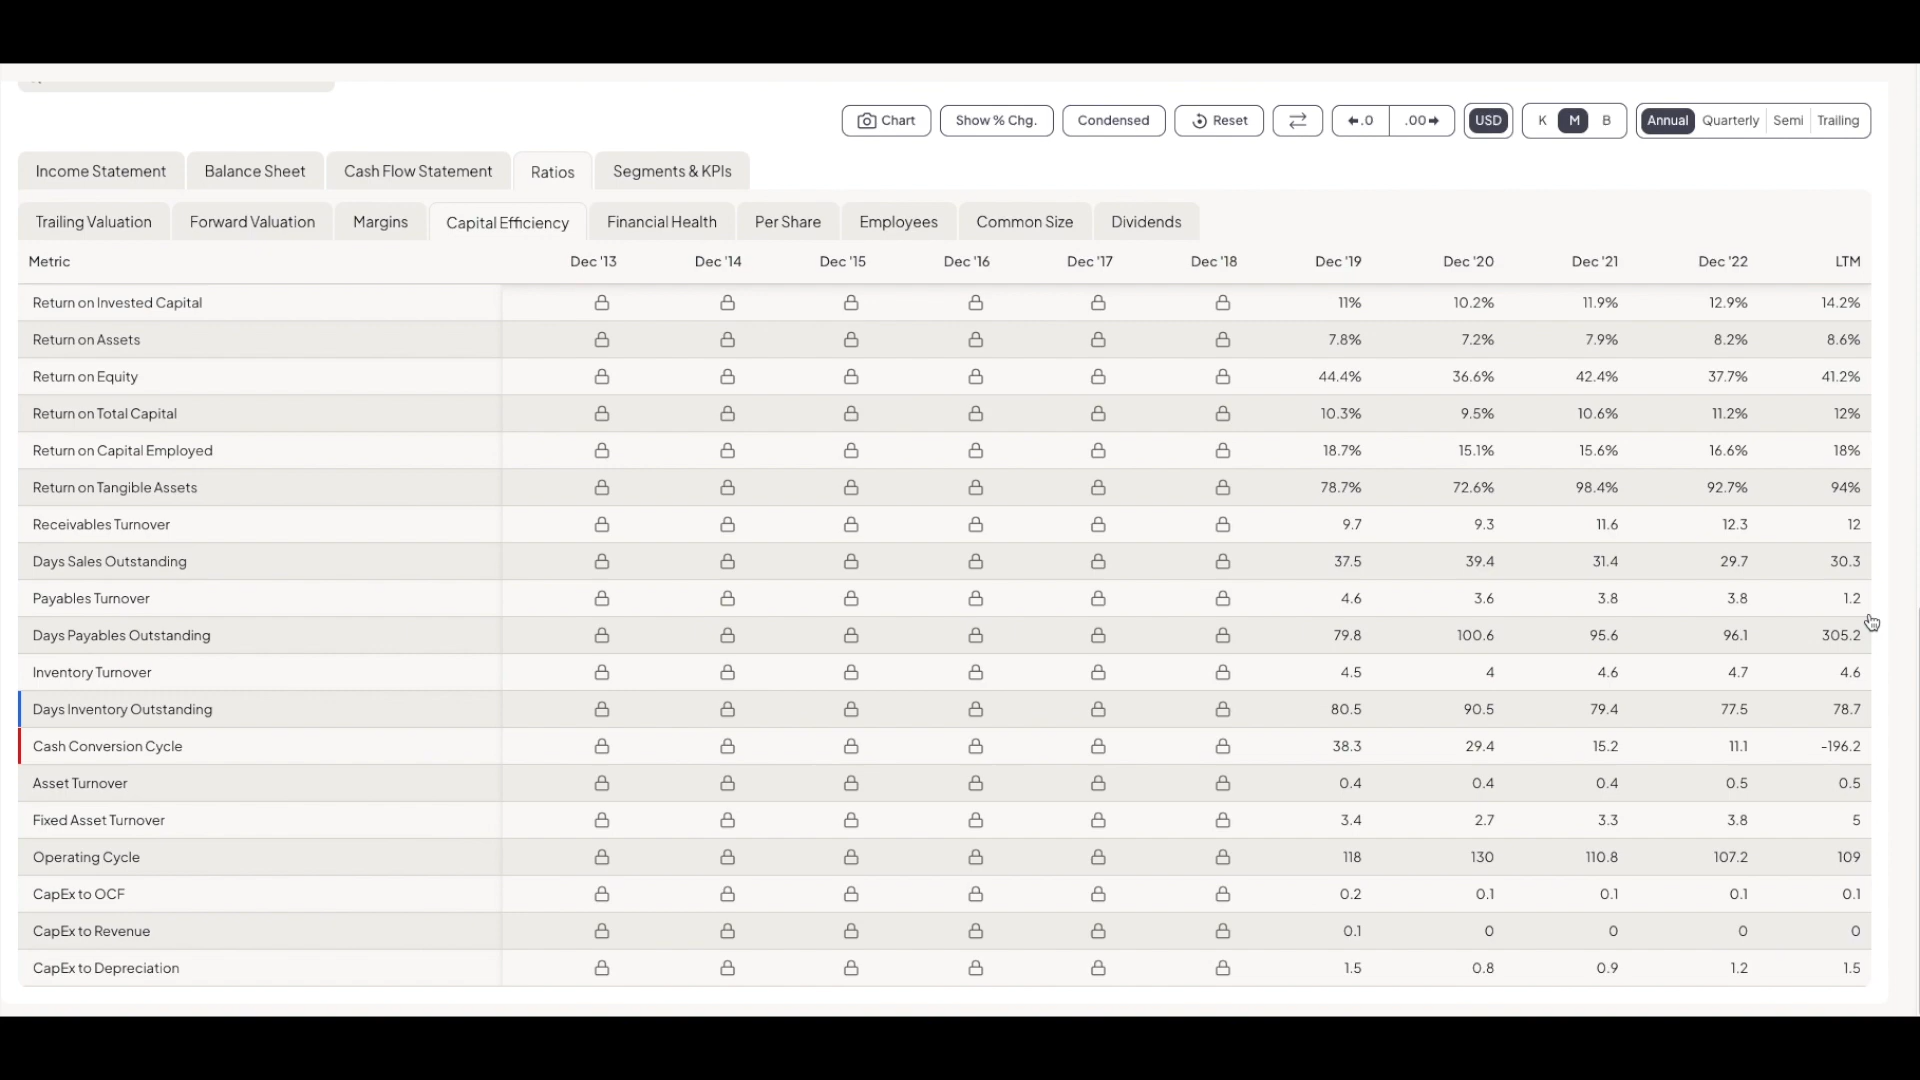 Chart Show % Chg. Condensed Reset .0 .00 USD K M B Annual Quarterly Semi Trailing
Income Statement Balance Sheet Cash Flow Statement Ratios Segments & KPIs
Trailing Valuation Forward Valuation Margins Capital Efficiency Financial Health Per Share Employees Common Size Dividends
Metric Dec '13 Dec '14 Dec '15 Dec '16 Dec '17 Dec '18 Dec '19 Dec '20 Dec '21 Dec '22 LTM
Return on Invested Capital 11% 10.2% 11.9% 12.9% 14.2%
Return on Assets 7.8% 7.2% 7.9% 8.2% 8.6%
Return on Equity 44.4% 36.6% 42.4% 37.7% 41.2%
Return on Total Capital 10.3% 9.5% 10.6% 11.2% 12%
Return on Capital Employed 18.7% 15.1% 15.6% 16.6% 18%
Return on Tangible Assets 78.7% 72.6% 98.4% 92.7% 94%
Receivables Turnover 9.7 9.3 11.6 12.3 12
Days Sales Outstanding 37.5 39.4 31.4 29.7 30.3
Payables Turnover 4.6 3.6 3.8 3.8 1.2
Days Payables Outstanding 79.8 100.6 95.6 96.1 305.2
Inventory Turnover 4.5 4 4.6 4.7 4.6
Days Inventory Outstanding 80.5 90.5 79.4 77.5 78.7
Cash Conversion Cycle 38.3 29.4 15.2 11.1 -196.2
Asset Turnover 0.4 0.4 0.4 0.5 0.5
Fixed Asset Turnover 3.4 2.7 3.3 3.8 5
Operating Cycle 118 130 110.8 107.2 109
CapEx to OCF 0.2 0.1 0.1 0.1 0.1
CapEx to Revenue 0.1 0 0 0 0
CapEx to Depreciation 1.5 0.8 0.9 1.2 1.5